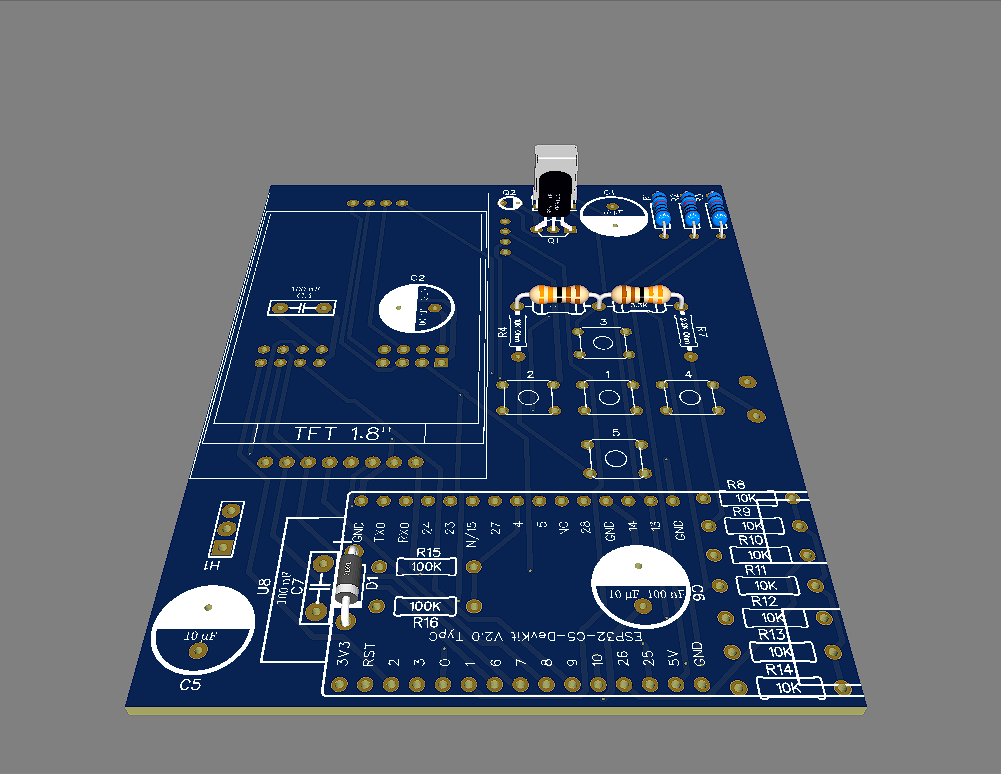 Q2
C1
Q1
100 nF
C3
C2
R4
3.3K
R7
3
2
1
4
5
TFT 1.8"
R8
10K
R9
10K
R10
10K
R11
10K
R12
10K
R13
10K
R14
10K
GND
TX0
RX0
24
23
N/15
27
4
5
NC
28
GND
14
13
GND
H1
U8
100 nF
C7
D1
R15
100K
100K
R16
10 µF
100 nF
C6
ESP32-C5-Devkit V2.0 TypC
10 µF
C5
3V3
RST
2
3
0
1
6
7
8
9
10
26
25
5V
GND